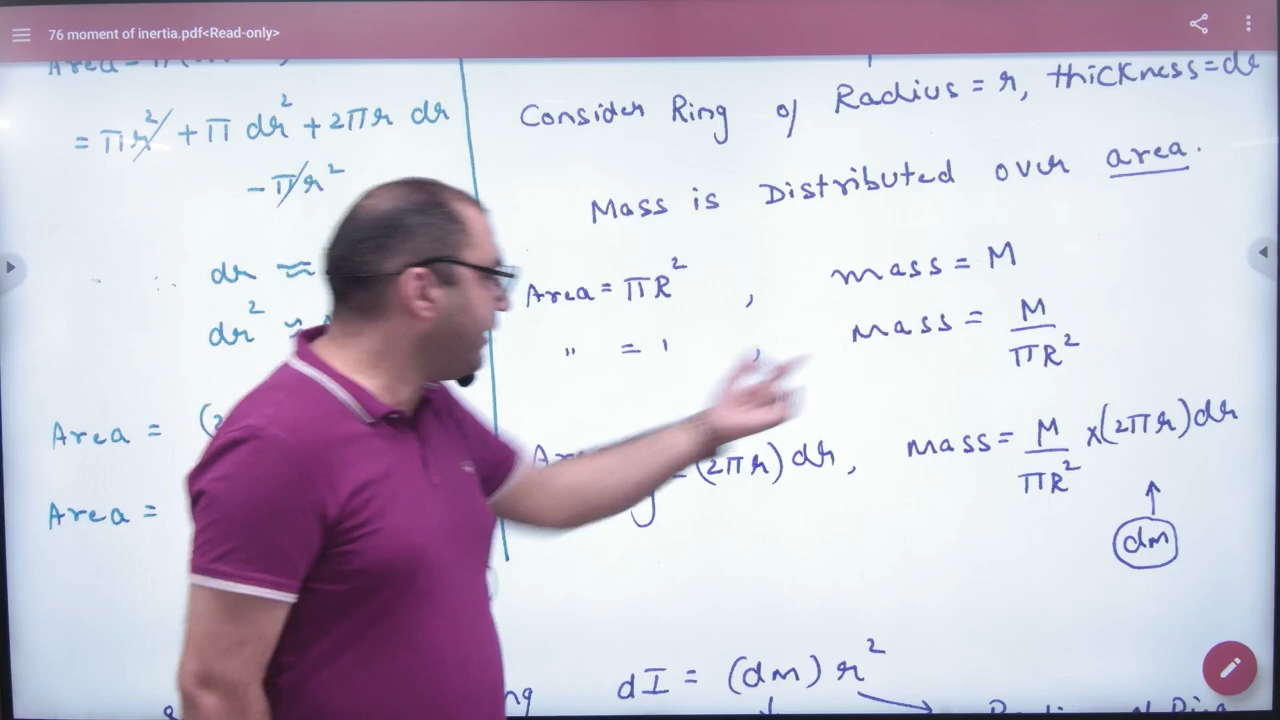 76 moment of inertia.pdf<Read-only>
= πr² + π dr² + 2πr dr
- πr²
dr ≈
dr²
Area =
Area =
Consider Ring of Radius = r, thickness = dr
Mass is Distributed over area.
Area = πR² , mass = M
" = 1 , mass = M/πR²
= (2πr) dr, mass = M/πR² × (2πr) dr
dm
dI = (dm) r²